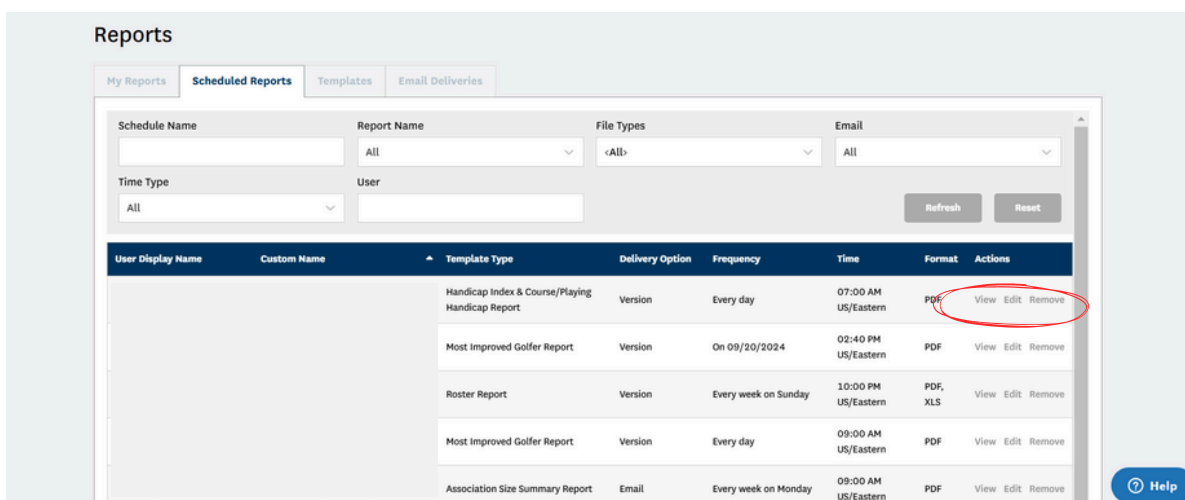 Reports
My Reports Scheduled Reports Templates Email Deliveries
Schedule Name Report Name File Types Email
All <All> All
Time Type User
All Refresh Reset
User Display Name Custom Name Template Type Delivery Option Frequency Time Format Actions
Handicap Index & Course/Playing 07:00 AM
Version Every day PDF View Edit Remove
Handicap Report US/Eastern
02:40 PM
Most Improved Golfer Report Version On 09/20/2024 PDF View Edit Remove
US/Eastern
10:00 PM PDF,
Roster Report Version Every week on Sunday View Edit Remove
US/Eastern XLS
09:00 AM
Most Improved Golfer Report Version Every day PDF View Edit Remove
US/Eastern
09:00 AM
Association Size Summary Report Email Every week on Monday PDF View Edit Remove
US/Eastern
? Help